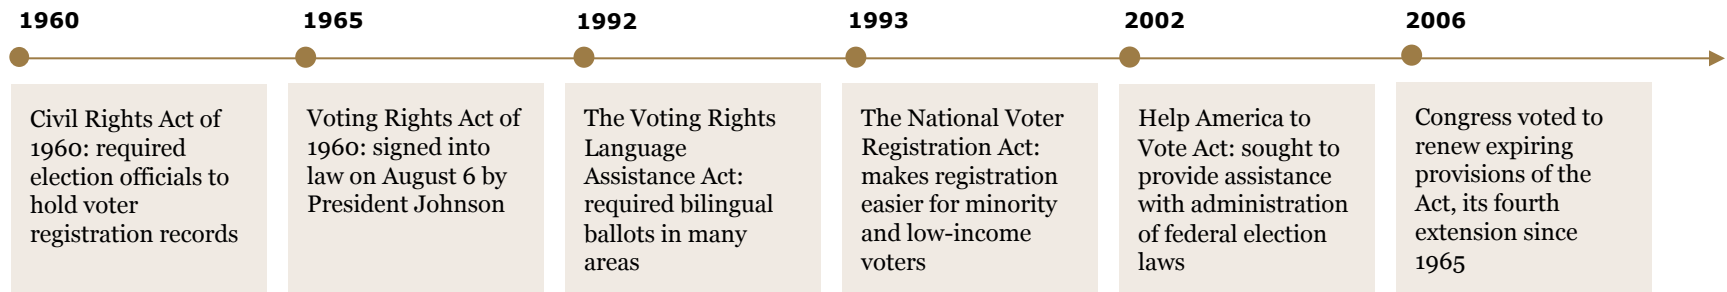 1960
1965
1992
1993
2002
2006
Civil Rights Act of
1960: required
election officials to
hold voter
registration records
Voting Rights Act of
1960: signed into
law on August 6 by
President Johnson
The Voting Rights
Language
Assistance Act:
required bilingual
ballots in many
areas
The National Voter
Registration Act:
makes registration
easier for minority
and low-income
voters
Help America to
Vote Act: sought to
provide assistance
with administration
of federal election
laws
Congress voted to
renew expiring
provisions of the
Act, its fourth
extension since
1965